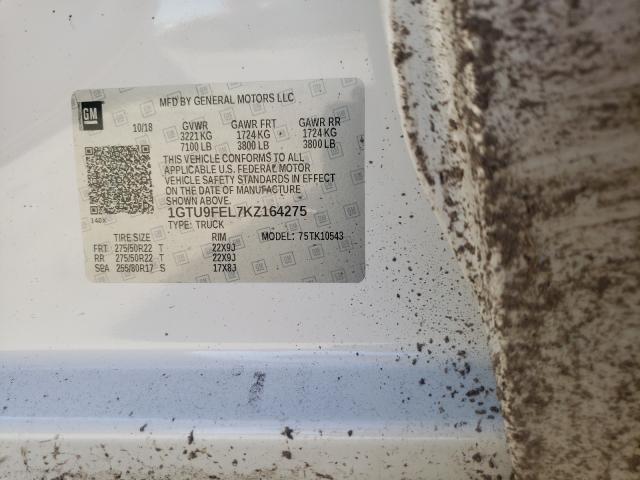 GM
MFD BY GENERAL MOTORS LLC
10/18 GVWR GAWR FRT GAWR RR
3221 KG 1724 KG 1724 KG
7100 LB 3800 LB 3800 LB
THIS VEHICLE CONFORMS TO ALL
APPLICABLE U.S. FEDERAL MOTOR
VEHICLE SAFETY STANDARDS IN EFFECT
ON THE DATE OF MANUFACTURE
SHOWN ABOVE.
140X 1GTU9FEL7KZ164275
TYPE: TRUCK
TIRE SIZE RIM MODEL: 75TK10543
FRT 275/50R22 T 22X9J
RR 275/50R22 T 22X9J
SEA 255/80R17 S 17X8J